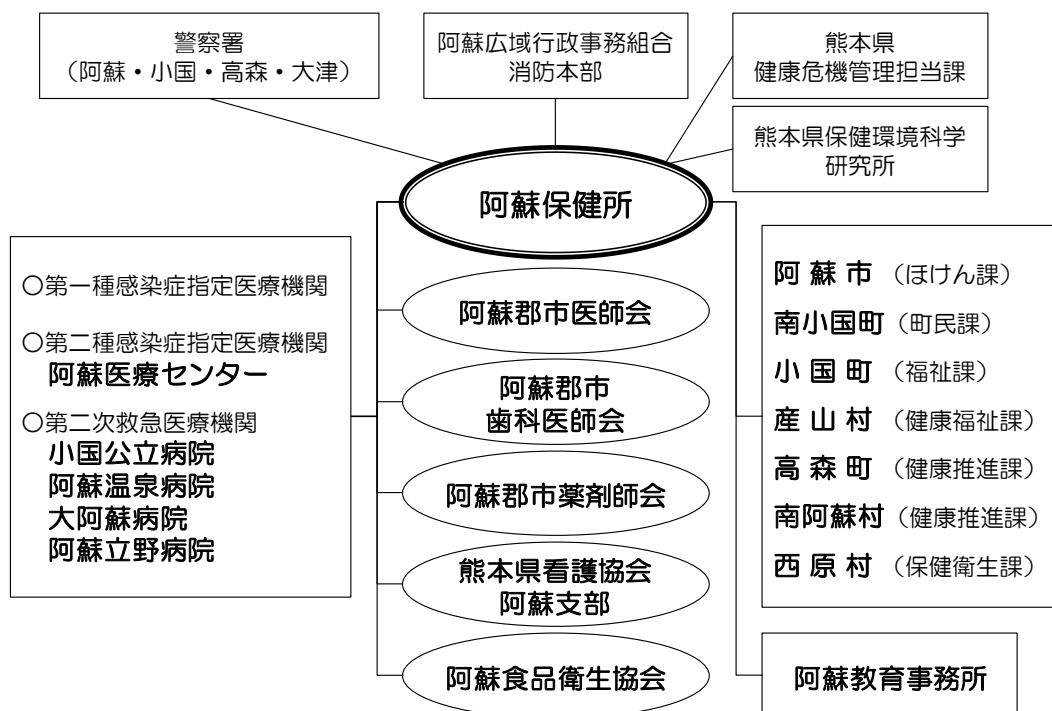 警察署
（阿蘇・小国・高森・大津）
阿蘇広域行政事務組合
消防本部
熊本県
健康危機管理担当課
熊本県保健環境科学
研究所
阿蘇保健所
〇第一種感染症指定医療機関
〇第二種感染症指定医療機関
阿蘇医療センター
〇第二次救急医療機関
小国公立病院
阿蘇温泉病院
大阿蘇病院
阿蘇立野病院
阿蘇郡市医師会
阿蘇郡市
歯科医師会
阿蘇郡市薬剤師会
熊本県看護協会
阿蘇支部
阿蘇食品衛生協会
阿蘇市（ほけん課）
南小国町（町民課）
小国町（福祉課）
産山村（健康福祉課）
高森町（健康推進課）
南阿蘇村（健康推進課）
西原村（保健衛生課）
阿蘇教育事務所